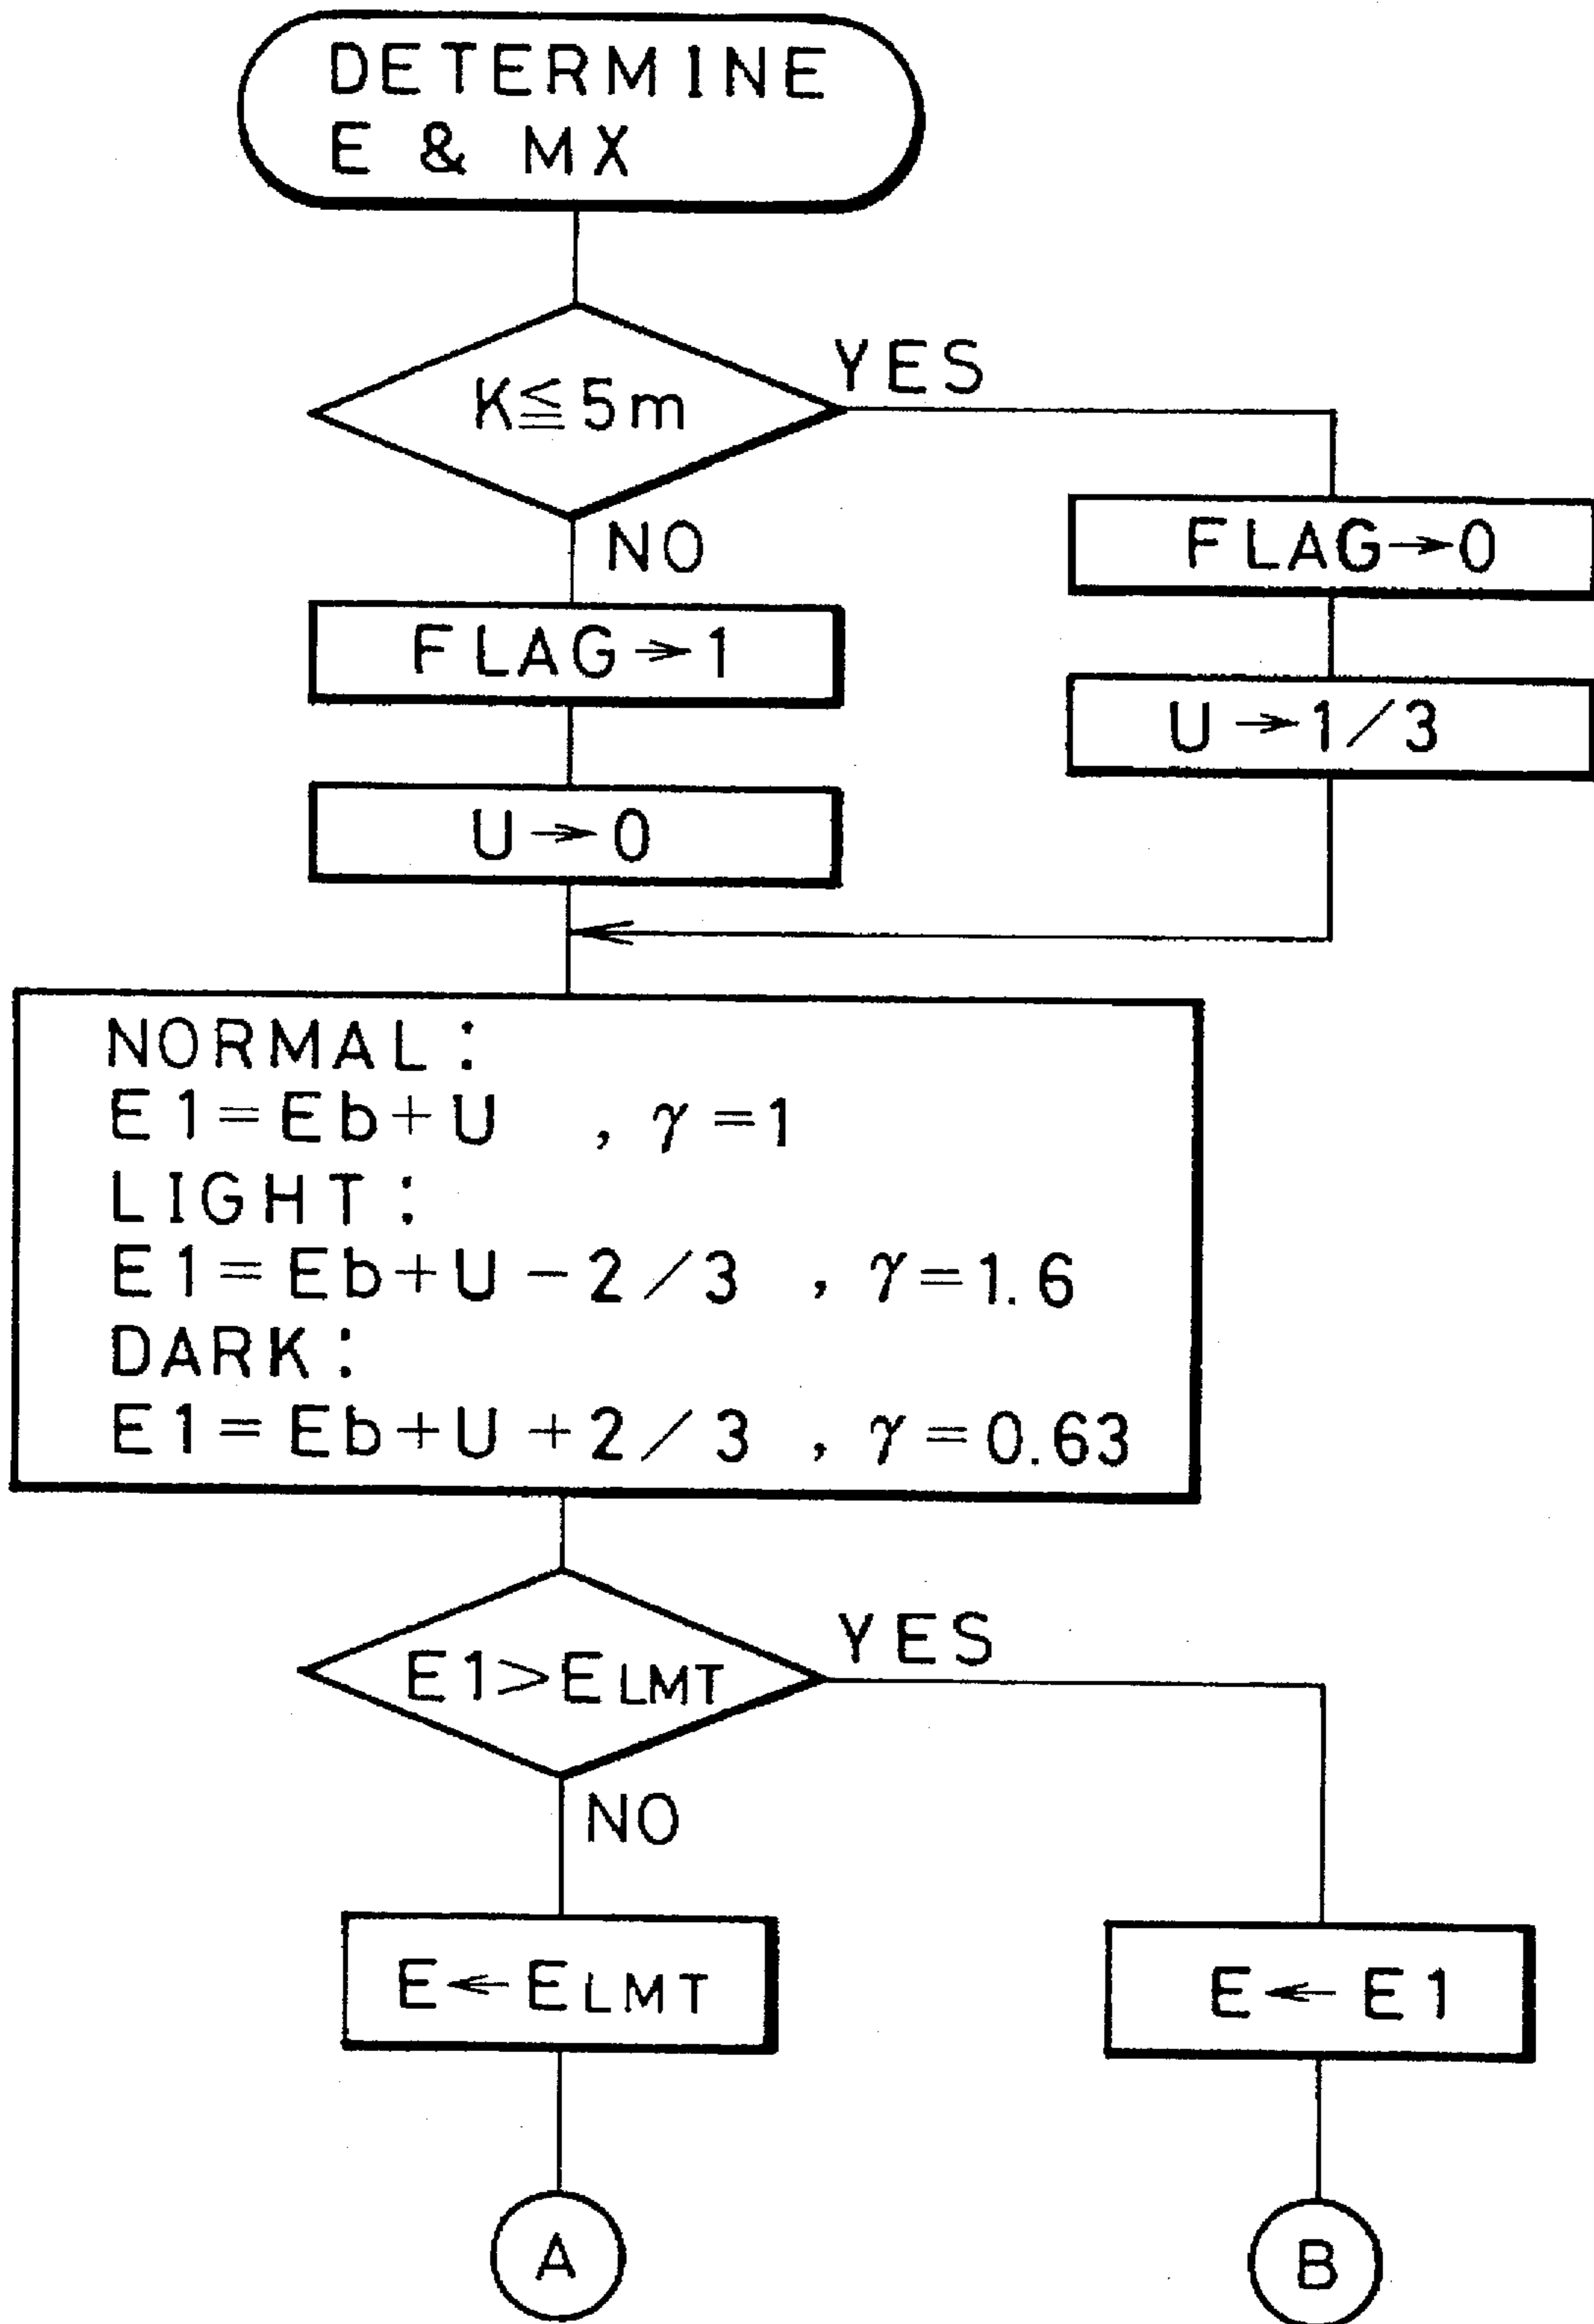 DETERMINE
E & MX
K≦5m
YES
NO
FLAG→0
FLAG→1
U→1/3
U→0
NORMAL:
E1=Eb+U , γ=1
LIGHT:
E1=Eb+U-2/3 , γ=1.6
DARK:
E1=Eb+U+2/3 , γ=0.63
E1>ELMT
YES
NO
E←ELMT
E←E1
A
B